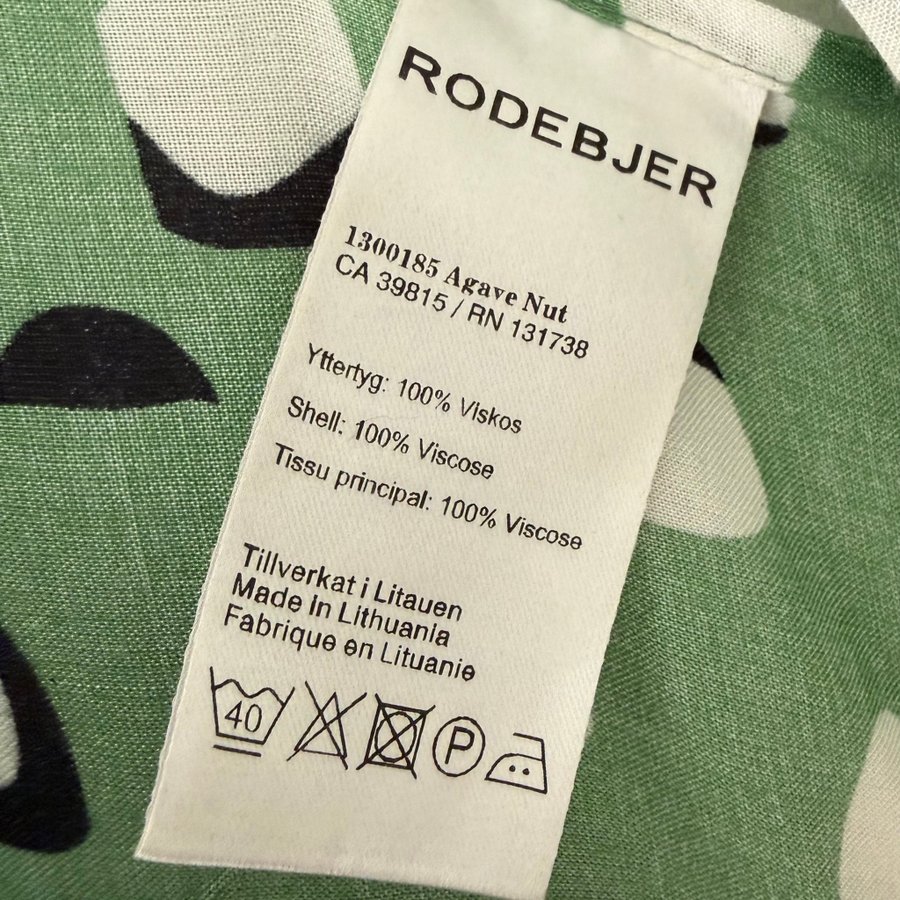 RODEBJER
1300185 Agave Nut
CA 39815 / RN 131738
Yttertyg: 100% Viskos
Shell: 100% Viscose
Tissu principal: 100% Viscose
Tillverkat i Litauen
Made In Lithuania
Fabrique en Lituanie
40 P